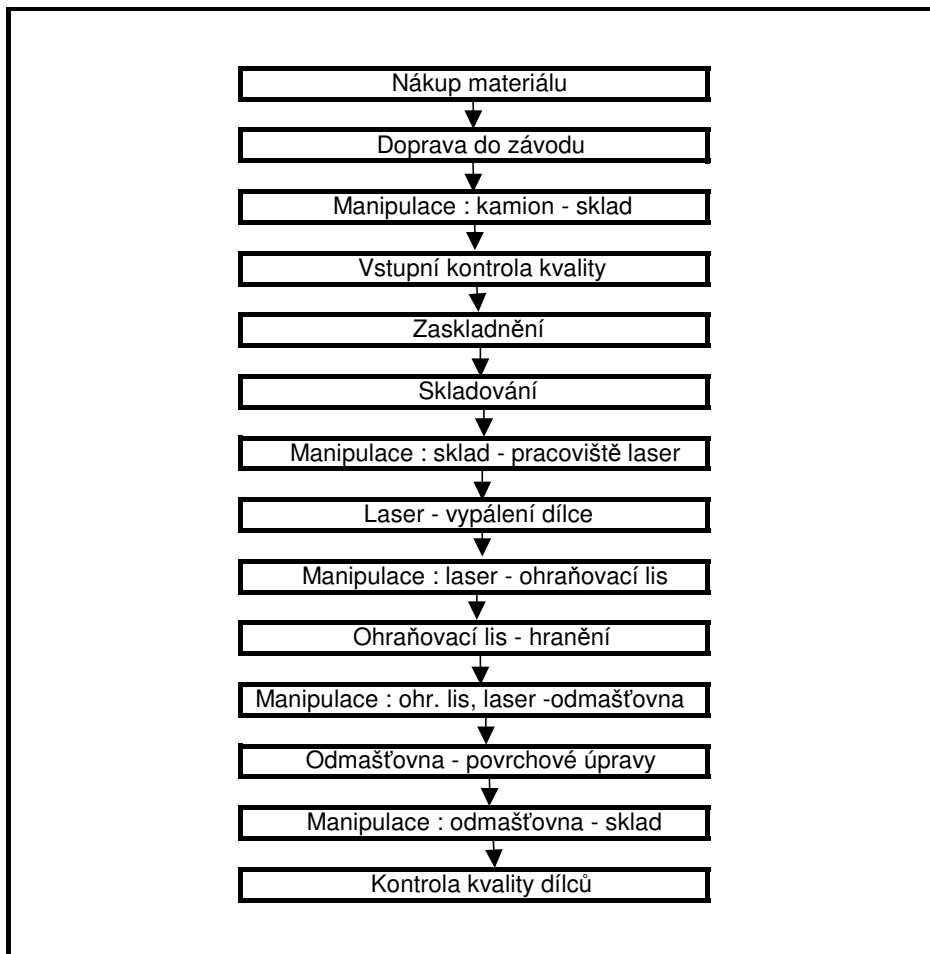 Nákup materiálu
Doprava do závodu
Manipulace : kamion - sklad
Vstupní kontrola kvality
Zaskladnění
Skladování
Manipulace : sklad - pracoviště laser
Laser - vypálení dílce
Manipulace : laser - ohraňovací lis
Ohraňovací lis - hranění
Manipulace : ohr. lis, laser -odmašťovna
Odmašťovna - povrchové úpravy
Manipulace : odmašťovna - sklad
Kontrola kvality dílců